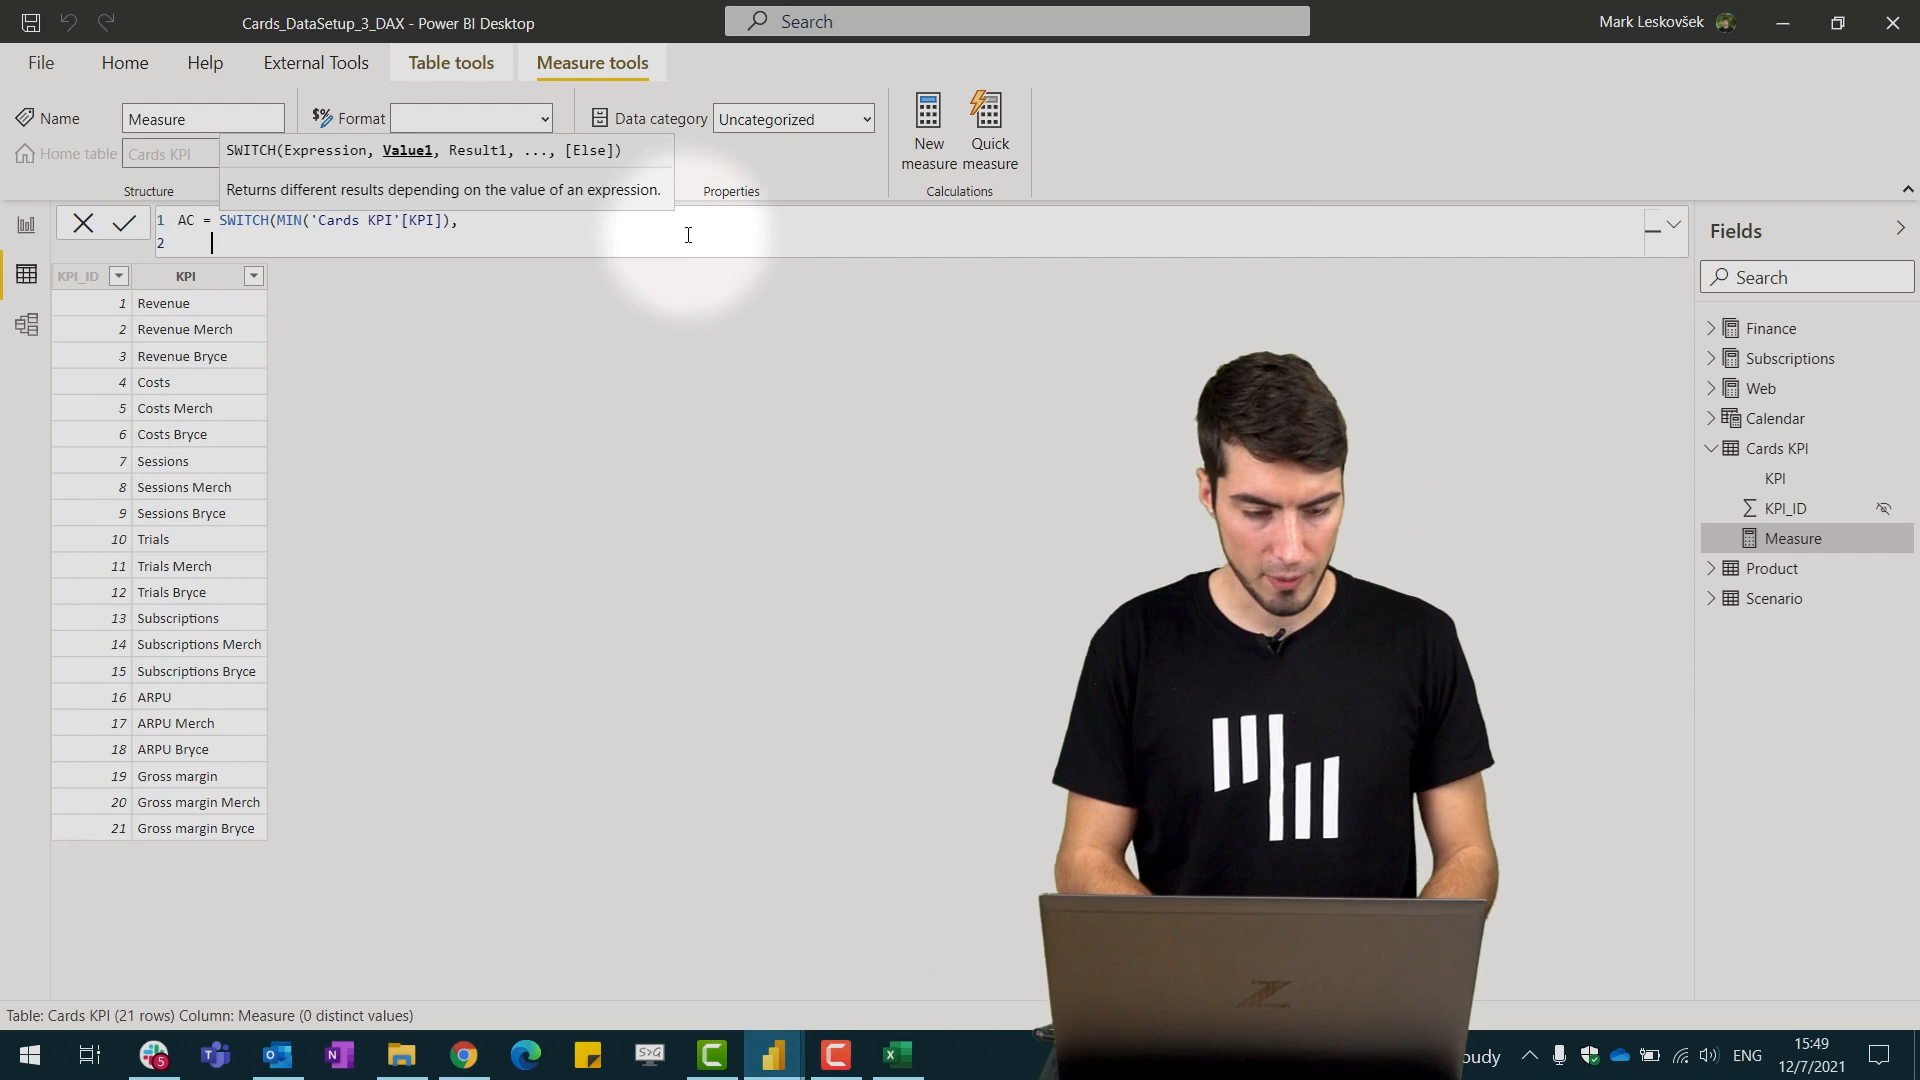 Cards_DataSetup_3_DAX - Power BI Desktop
Search
Mark Leskovšek
File
Home
Help
External Tools
Table tools
Measure tools
Name
Measure
Format
Data category
Uncategorized
Home table
Cards KPI
New measure
Quick measure
Structure
Properties
Calculations
SWITCH(Expression, Value1, Result1, ..., [Else])
Returns different results depending on the value of an expression.
1 AC = SWITCH(MIN('Cards KPI'[KPI]),
2
KPI_ID KPI
1 Revenue
2 Revenue Merch
3 Revenue Bryce
4 Costs
5 Costs Merch
6 Costs Bryce
7 Sessions
8 Sessions Merch
9 Sessions Bryce
10 Trials
11 Trials Merch
12 Trials Bryce
13 Subscriptions
14 Subscriptions Merch
15 Subscriptions Bryce
16 ARPU
17 ARPU Merch
18 ARPU Bryce
19 Gross margin
20 Gross margin Merch
21 Gross margin Bryce
Fields
Search
Finance
Subscriptions
Web
Calendar
Cards KPI
KPI
KPI_ID
Measure
Product
Scenario
Table: Cards KPI (21 rows) Column: Measure (0 distinct values)
5
S>G
oudy
ENG
15:49
12/7/2021